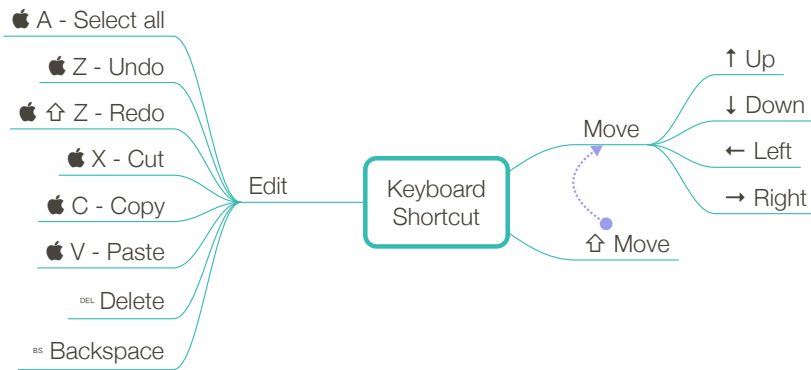 A - Select all
Z - Undo
⇧ Z - Redo
X - Cut
C - Copy
V - Paste
DEL Delete
BS Backspace
Edit
Keyboard
Shortcut
Move
⇧ Move
↑ Up
↓ Down
← Left
→ Right